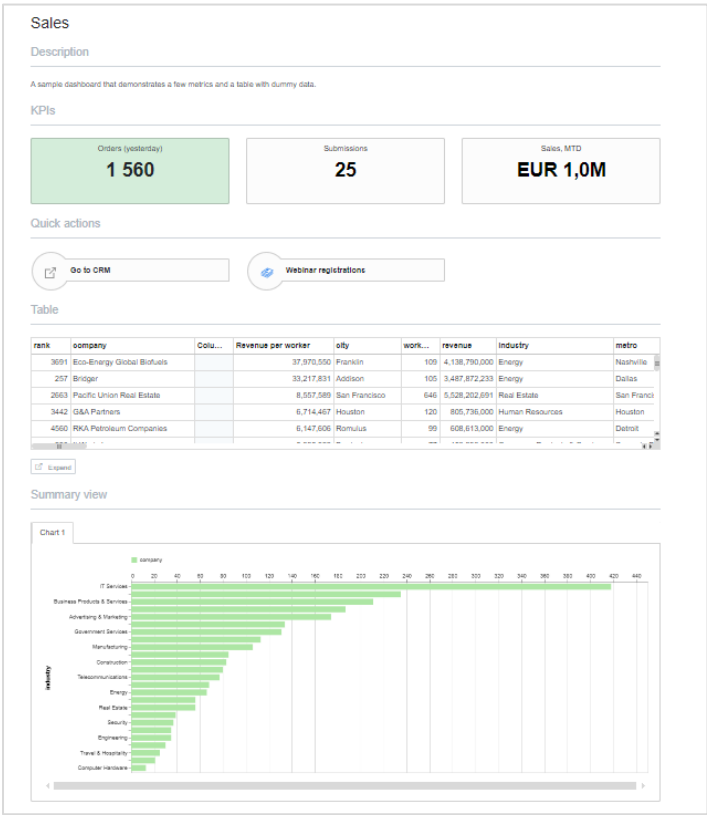 Sales
Description
A sample dashboard that demonstrates a few metrics and a table with dummy data.
KPIs
Orders (yesterday) Submissions Sales, MTD
1 560 25 EUR 1,0M
Quick actions
Go to CRM Webinar registrations
Table
rank company Colu... Revenue per worker city work... revenue industry metro
3691 Eco-Energy Global Biofuels 37,970,550 Franklin 109 4,138,790,000 Energy Nashville
257 Bridger 33,217,831 Addison 105 3,487,872,233 Energy Dallas
2663 Pacific Union Real Estate 8,557,589 San Francisco 646 5,528,202,691 Real Estate San Franci
3442 G&A Partners 6,714,467 Houston 120 805,736,000 Human Resources Houston
4560 RKA Petroleum Companies 6,147,606 Romulus 99 608,613,000 Energy Detroit
Expand
Summary view
Chart 1
company
0 20 40 60 80 100 120 140 160 180 200 220 240 260 280 300 320 340 360 380 400 420 440
IT Services
Business Products & Services
Advertising & Marketing
Government Services
Manufacturing
Construction
Telecommunications
Energy
Real Estate
Security
Engineering
Travel & Hospitality
Computer Hardware
industry